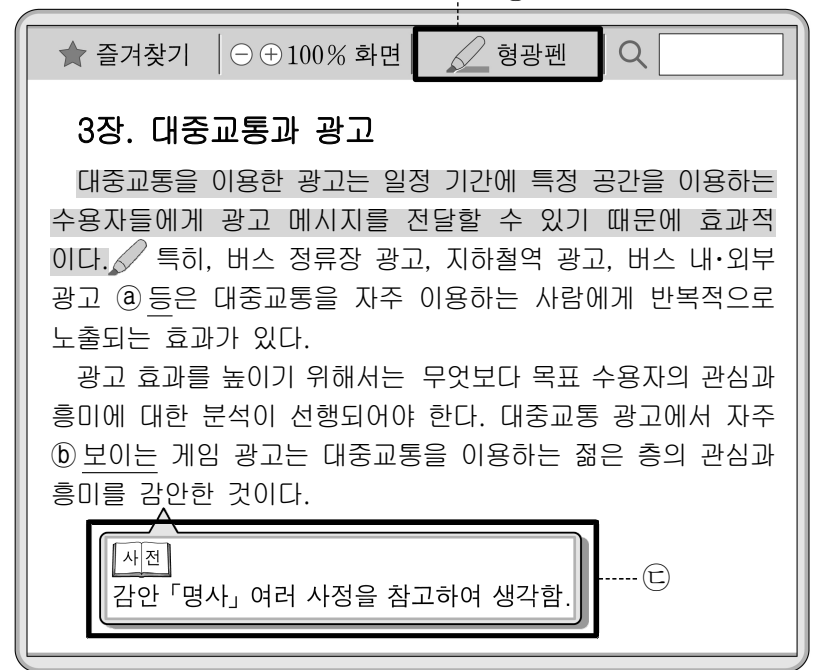 ★ 즐겨찾기 ⊖⊕100% 화면 형광펜
3장. 대중교통과 광고
대중교통을 이용한 광고는 일정 기간에 특정 공간을 이용하는
수용자들에게 광고 메시지를 전달할 수 있기 때문에 효과적
이다. 특히, 버스 정류장 광고, 지하철역 광고, 버스 내·외부
광고 ⓐ 등은 대중교통을 자주 이용하는 사람에게 반복적으로
노출되는 효과가 있다.
광고 효과를 높이기 위해서는 무엇보다 목표 수용자의 관심과
흥미에 대한 분석이 선행되어야 한다. 대중교통 광고에서 자주
ⓑ 보이는 게임 광고는 대중교통을 이용하는 젊은 층의 관심과
흥미를 감안한 것이다.
사전
감안「명사」여러 사정을 참고하여 생각함.
㉢